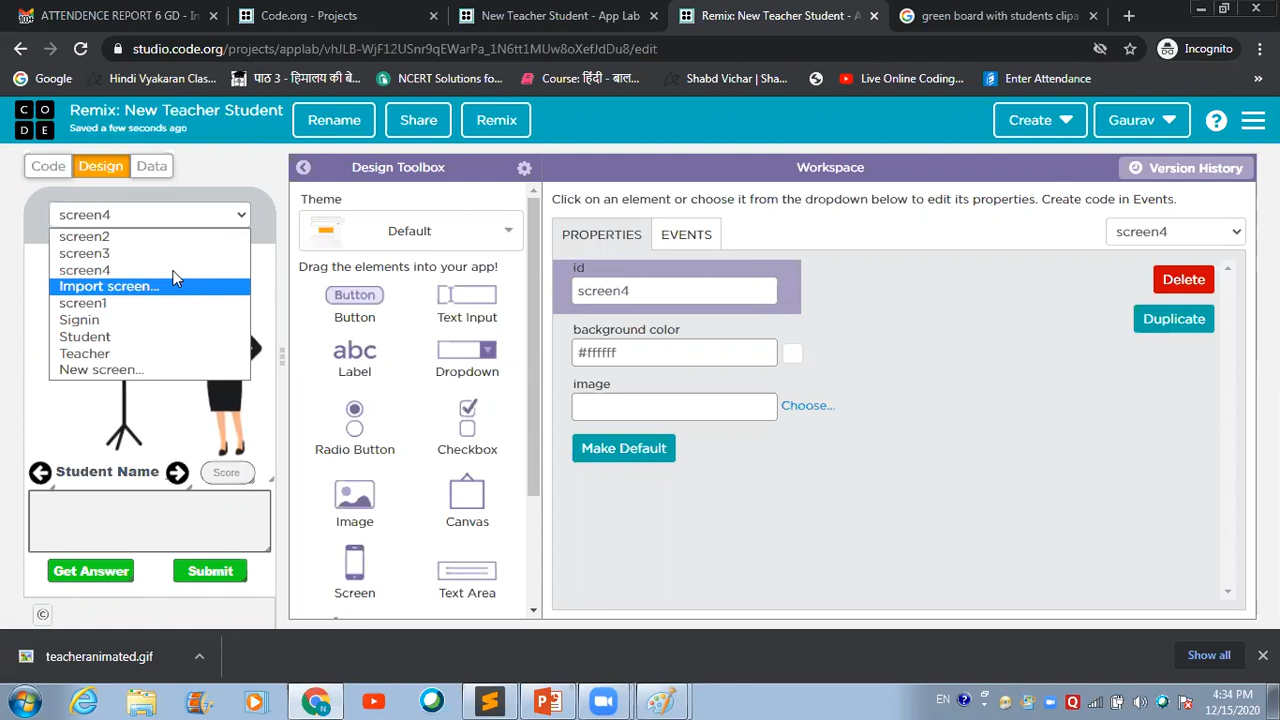 ATTENDENCE REPORT 6 GD - In
Code.org - Projects
New Teacher Student - App Lab
Remix: New Teacher Student - A
green board with students clipa
studio.code.org/projects/applab/vhJLB-WjF12USnr9qEWarPa_1N6tt1MUw8oXefJdDu8/edit
Incognito
Google
Hindi Vyakaran Clas...
पाठ 3 - हिमालय की बे...
NCERT Solutions for...
Course: हिंदी - बाल...
Shabd Vichar | Sha...
Live Online Coding...
Enter Attendance
»
C O
D E
Remix: New Teacher Student
Saved a few seconds ago
Rename
Share
Remix
Create
Gaurav
?
Code
Design
Data
Design Toolbox
Workspace
Version History
screen4
screen2
screen3
screen4
Import screen...
screen1
Signin
Student
Teacher
New screen...
Student Name
Score
Get Answer
Submit
©
Theme
Default
Drag the elements into your app!
Button
Button
Text Input
abc
Label
Dropdown
Radio Button
Checkbox
Image
Canvas
Screen
Text Area
Click on an element or choose it from the dropdown below to edit its properties. Create code in Events.
PROPERTIES
EVENTS
screen4
id
screen4
Delete
Duplicate
background color
#ffffff
image
Choose...
Make Default
teacheranimated.gif
Show all
EN
4:34 PM
12/15/2020